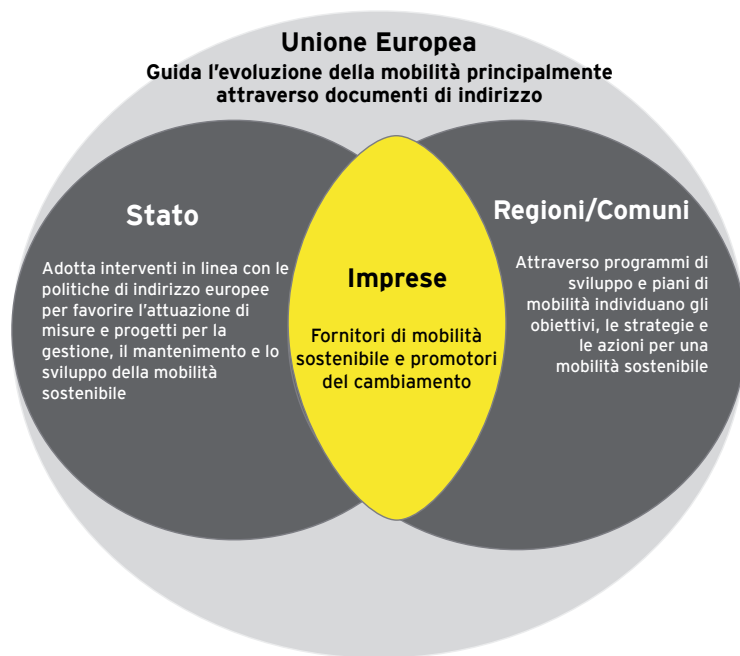 Unione Europea
Guida l'evoluzione della mobilità principalmente
attraverso documenti di indirizzo
Stato
Adotta interventi in linea con le
politiche di indirizzo europee
per favorire l'attuazione di
misure e progetti per la
gestione, il mantenimento e lo
sviluppo della mobilità
sostenibile
Imprese
Fornitori di mobilità
sostenibile e promotori
del cambiamento
Regioni/Comuni
Attraverso programmi di
sviluppo e piani di
mobilità individuano gli
obiettivi, le strategie e
le azioni per una
mobilità sostenibile